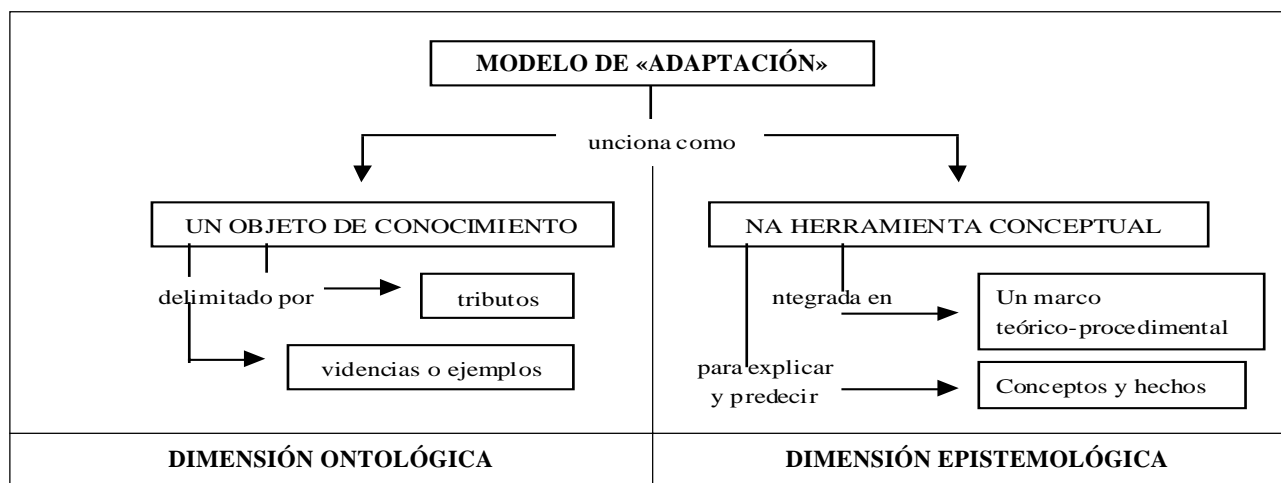 MODELO DE «ADAPTACIÓN»
unciona como
UN OBJETO DE CONOCIMIENTO
NA HERRAMIENTA CONCEPTUAL
delimitado por
tributos
videncias o ejemplos
ntegrada en
Un marco
teórico-procedimental
para explicar
y predecir
Conceptos y hechos
DIMENSIÓN ONTOLÓGICA
DIMENSIÓN EPISTEMOLÓGICA